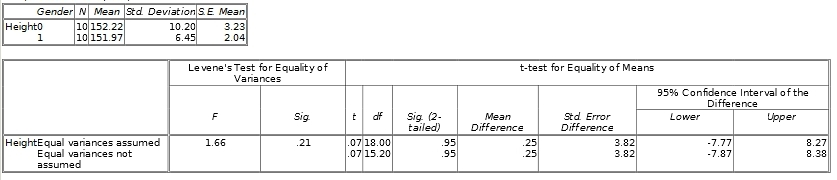 Gender N Mean Std. Deviation S.E. Mean
Height0 10 152.22 10.20 3.23
1 10 151.97 6.45 2.04
Levene's Test for Equality of Variances t-test for Equality of Means
95% Confidence Interval of the Difference
F Sig. t df Sig. (2-tailed) Mean Difference Std. Error Difference Lower Upper
HeightEqual variances assumed 1.66 .21 .07 18.00 .95 .25 3.82 -7.77 8.27
Equal variances not assumed .07 15.20 .95 .25 3.82 -7.87 8.38